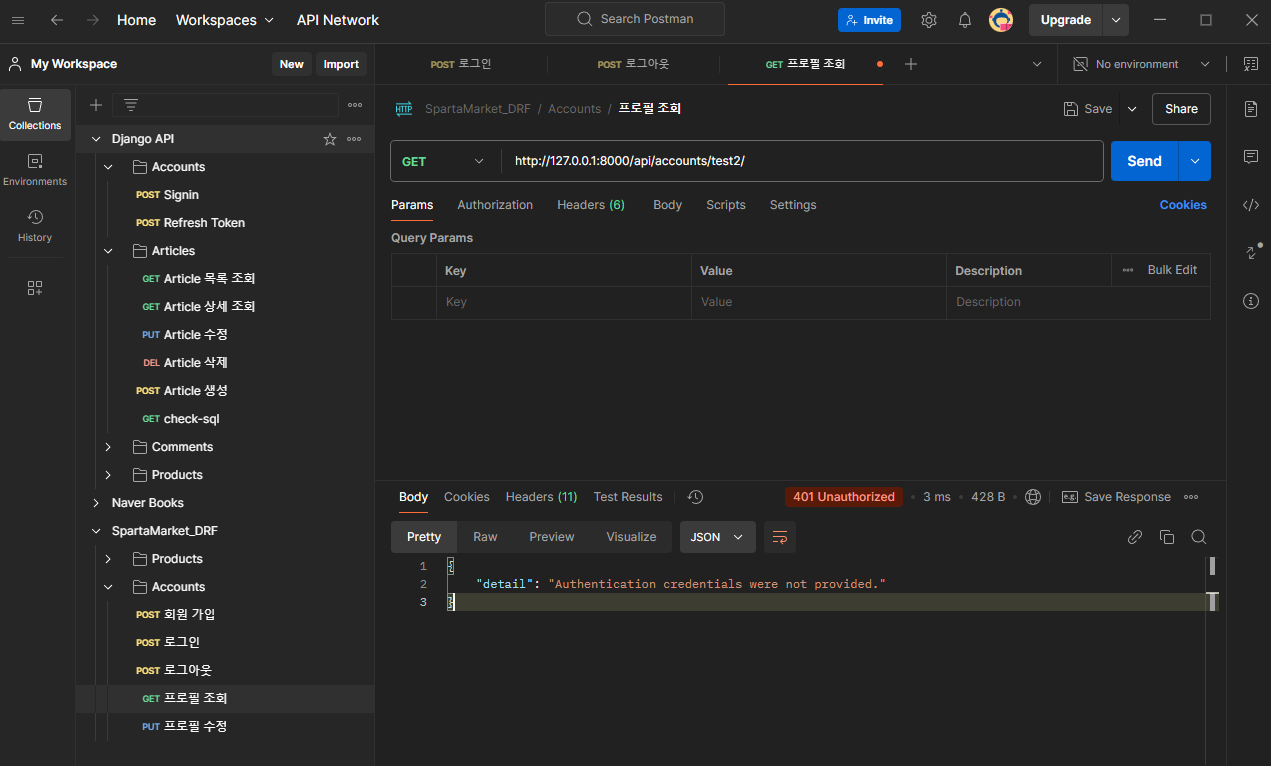 Home Workspaces API Network Search Postman Invite Upgrade
My Workspace New Import
POST 로그인 POST 로그아웃 GET 프로필 조회 No environment
Collections
Environments
History
Django API
Accounts
POST Signin
POST Refresh Token
Articles
GET Article 목록 조회
GET Article 상세 조회
PUT Article 수정
DEL Article 삭제
POST Article 생성
GET check-sql
Comments
Products
Naver Books
SpartaMarket_DRF
Products
Accounts
POST 회원 가입
POST 로그인
POST 로그아웃
GET 프로필 조회
PUT 프로필 수정
HTTP SpartaMarket_DRF / Accounts / 프로필 조회 Save Share
GET http://127.0.0.1:8000/api/accounts/test2/ Send
Params Authorization Headers (6) Body Scripts Settings Cookies
Query Params
Key Value Description Bulk Edit
Key Value Description
Body Cookies Headers (11) Test Results 401 Unauthorized 3 ms 428 B e.g. Save Response
Pretty Raw Preview Visualize JSON
1 {
2 "detail": "Authentication credentials were not provided."
3 }